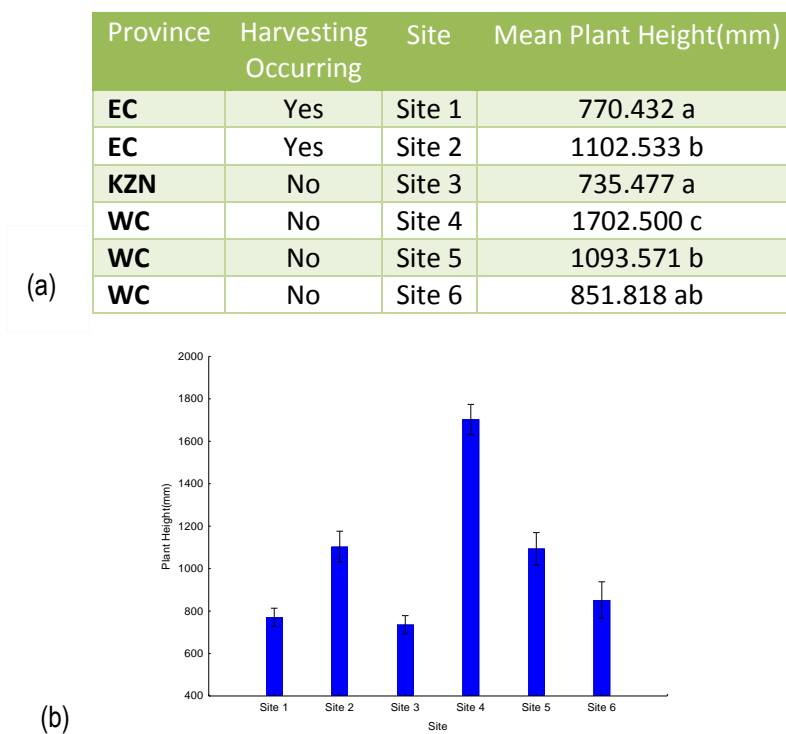 Province Harvesting Occurring Site Mean Plant Height(mm)
EC Yes Site 1 770.432 a
EC Yes Site 2 1102.533 b
KZN No Site 3 735.477 a
WC No Site 4 1702.500 c
WC No Site 5 1093.571 b
WC No Site 6 851.818 ab
(a)
2000
1800
1600
1400
1200
1000
800
600
400
Plant Height(mm)
Site 1 Site 2 Site 3 Site 4 Site 5 Site 6
Site
(b)